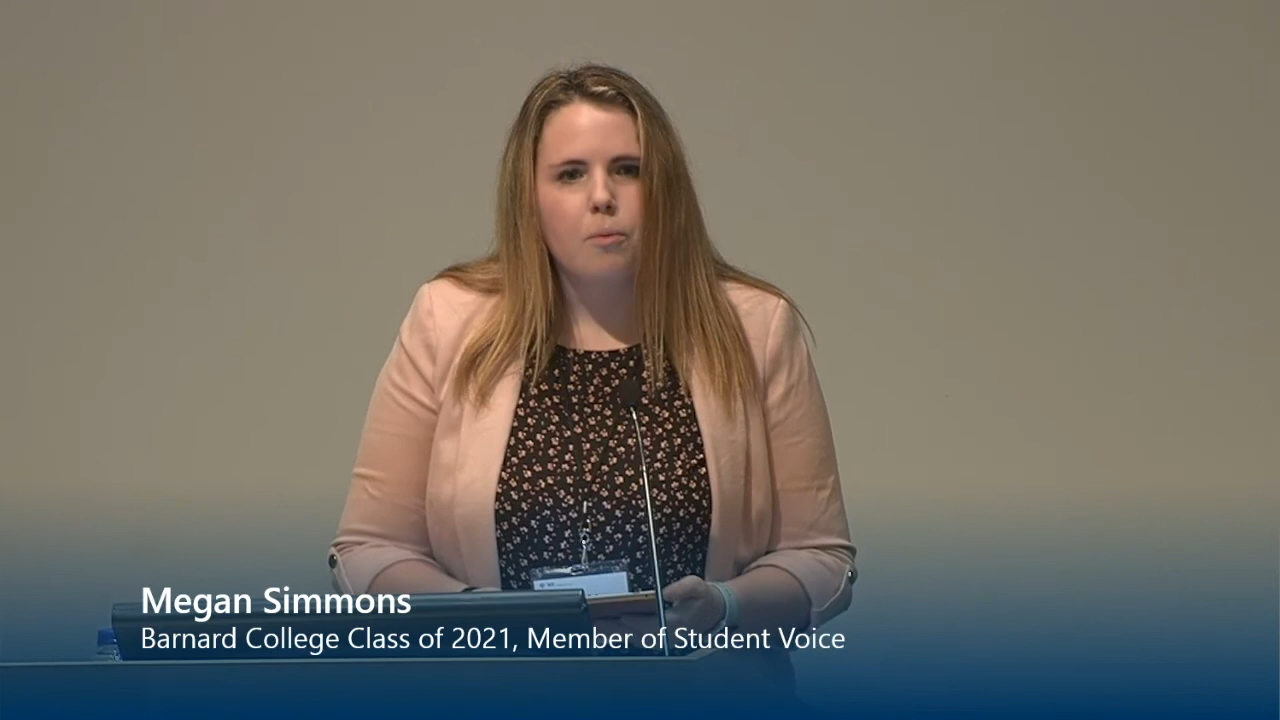 Megan Simmons
Barnard College Class of 2021, Member of Student Voice